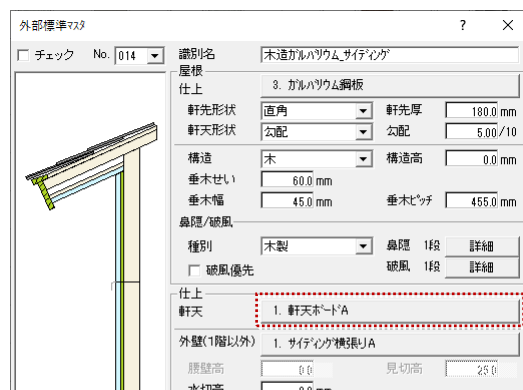 外部標準ﾏｽﾀ ? ×
チェック No. 014 識別名 木造ｶﾞﾙﾊﾞﾘｳﾑ_ｻｲﾃﾞｨﾝｸﾞ
屋根
仕上 3. ｶﾞﾙﾊﾞﾘｳﾑ鋼板
軒先形状 直角 軒先厚 180.0 mm
軒天形状 勾配 勾配 5.00 /10
構造 木 構造高 0.0 mm
垂木せい 60.0 mm
垂木幅 45.0 mm 垂木ﾋﾟｯﾁ 455.0 mm
鼻隠/破風
種別 木製 鼻隠 1段 詳細
破風優先 破風 1段 詳細
仕上
軒天 1. 軒天ﾎﾞｰﾄﾞA
外壁(1階以外) 1. ｻｲﾃﾞｨﾝｸﾞ横張りA
腰壁高 0.0 見切高 25.0
水切高 0.0 mm